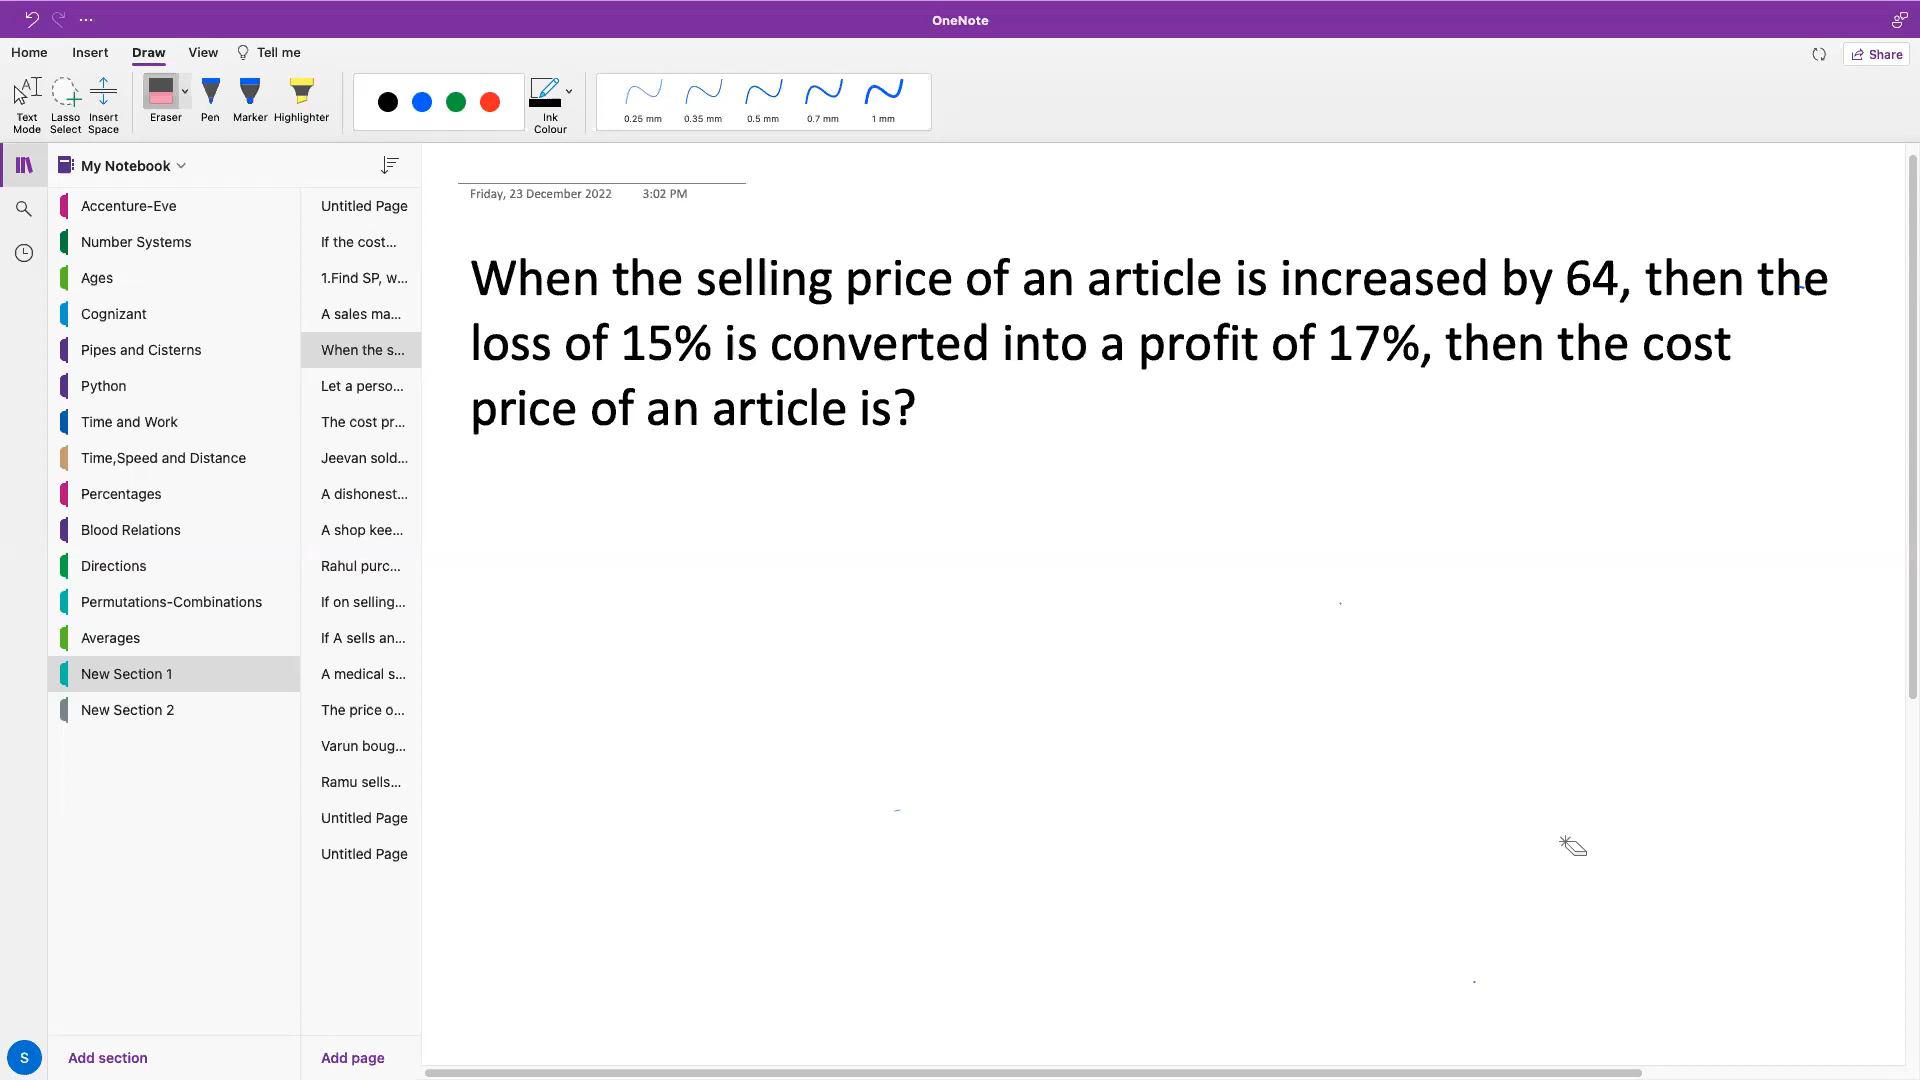 OneNote
Home Insert Draw View Tell me
Share
Text Mode
Lasso Select
Insert Space
Eraser
Pen
Marker
Highlighter
Ink Colour
0.25 mm
0.35 mm
0.5 mm
0.7 mm
1 mm
My Notebook
Accenture-Eve
Number Systems
Ages
Cognizant
Pipes and Cisterns
Python
Time and Work
Time,Speed and Distance
Percentages
Blood Relations
Directions
Permutations-Combinations
Averages
New Section 1
New Section 2
Add section
Untitled Page
If the cost...
1.Find SP, w...
A sales ma...
When the s...
Let a perso...
The cost pr...
Jeevan sold...
A dishonest...
A shop kee...
Rahul purc...
If on selling...
If A sells an...
A medical s...
The price o...
Varun boug...
Ramu sells...
Untitled Page
Untitled Page
Add page
S
Friday, 23 December 2022 3:02 PM
When the selling price of an article is increased by 64, then the
loss of 15% is converted into a profit of 17%, then the cost
price of an article is?